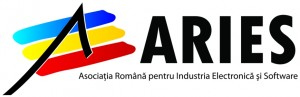 ARIES
Asociația Română pentru Industria Electronică și Software